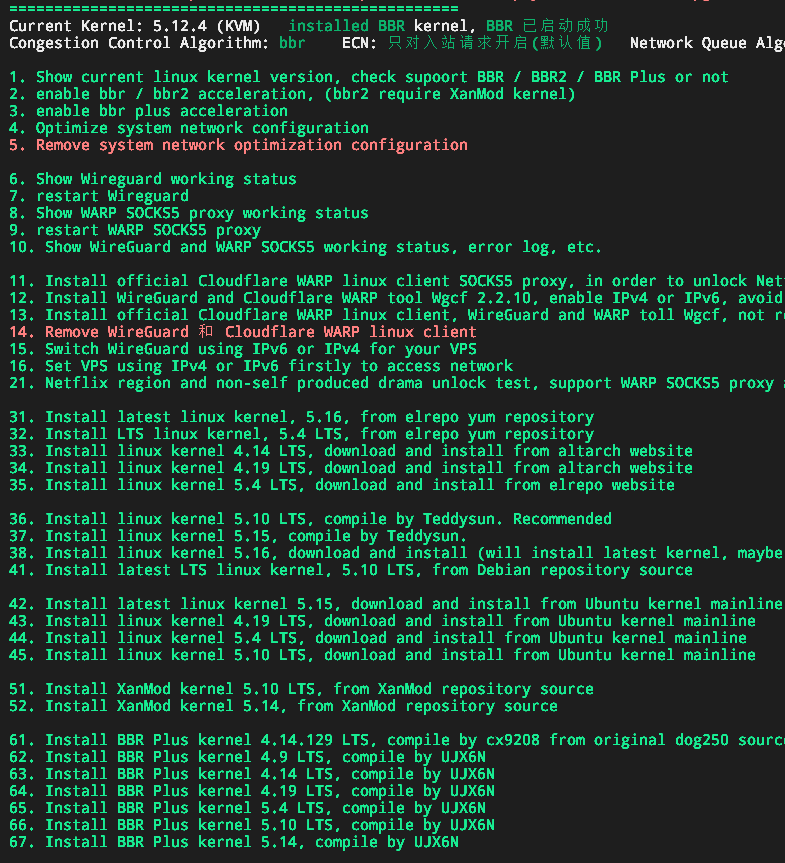 =================================================
Current Kernel: 5.12.4 (KVM)   installed BBR kernel, BBR 已启动成功
Congestion Control Algorithm: bbr    ECN: 只对入站请求开启(默认值)   Network Queue Algo
1. Show current linux kernel version, check supoort BBR / BBR2 / BBR Plus or not
2. enable bbr / bbr2 acceleration, (bbr2 require XanMod kernel)
3. enable bbr plus acceleration
4. Optimize system network configuration
5. Remove system network optimization configuration
6. Show Wireguard working status
7. restart Wireguard
8. Show WARP SOCKS5 proxy working status
9. restart WARP SOCKS5 proxy
10. Show WireGuard and WARP SOCKS5 working status, error log, etc.
11. Install official Cloudflare WARP linux client SOCKS5 proxy, in order to unlock Net
12. Install WireGuard and Cloudflare WARP tool Wgcf 2.2.10, enable IPv4 or IPv6, avoid
13. Install official Cloudflare WARP linux client, WireGuard and WARP toll Wgcf, not r
14. Remove WireGuard 和 Cloudflare WARP linux client
15. Switch WireGuard using IPv6 or IPv4 for your VPS
16. Set VPS using IPv4 or IPv6 firstly to access network
21. Netflix region and non-self produced drama unlock test, support WARP SOCKS5 proxy
31. Install latest linux kernel, 5.16, from elrepo yum repository
32. Install LTS linux kernel, 5.4 LTS, from elrepo yum repository
33. Install linux kernel 4.14 LTS, download and install from altarch website
34. Install linux kernel 4.19 LTS, download and install from altarch website
35. Install linux kernel 5.4 LTS, download and install from elrepo website
36. Install linux kernel 5.10 LTS, compile by Teddysun. Recommended
37. Install linux kernel 5.15, compile by Teddysun.
38. Install linux kernel 5.16, download and install (will install latest kernel, maybe
41. Install latest LTS linux kernel, 5.10 LTS, from Debian repository source
42. Install latest linux kernel 5.15, download and install from Ubuntu kernel mainline
43. Install linux kernel 4.19 LTS, download and install from Ubuntu kernel mainline
44. Install linux kernel 5.4 LTS, download and install from Ubuntu kernel mainline
45. Install linux kernel 5.10 LTS, download and install from Ubuntu kernel mainline
51. Install XanMod kernel 5.10 LTS, from XanMod repository source
52. Install XanMod kernel 5.14, from XanMod repository source
61. Install BBR Plus kernel 4.14.129 LTS, compile by cx9208 from original dog250 sourc
62. Install BBR Plus kernel 4.9 LTS, compile by UJX6N
63. Install BBR Plus kernel 4.14 LTS, compile by UJX6N
64. Install BBR Plus kernel 4.19 LTS, compile by UJX6N
65. Install BBR Plus kernel 5.4 LTS, compile by UJX6N
66. Install BBR Plus kernel 5.10 LTS, compile by UJX6N
67. Install BBR Plus kernel 5.14, compile by UJX6N